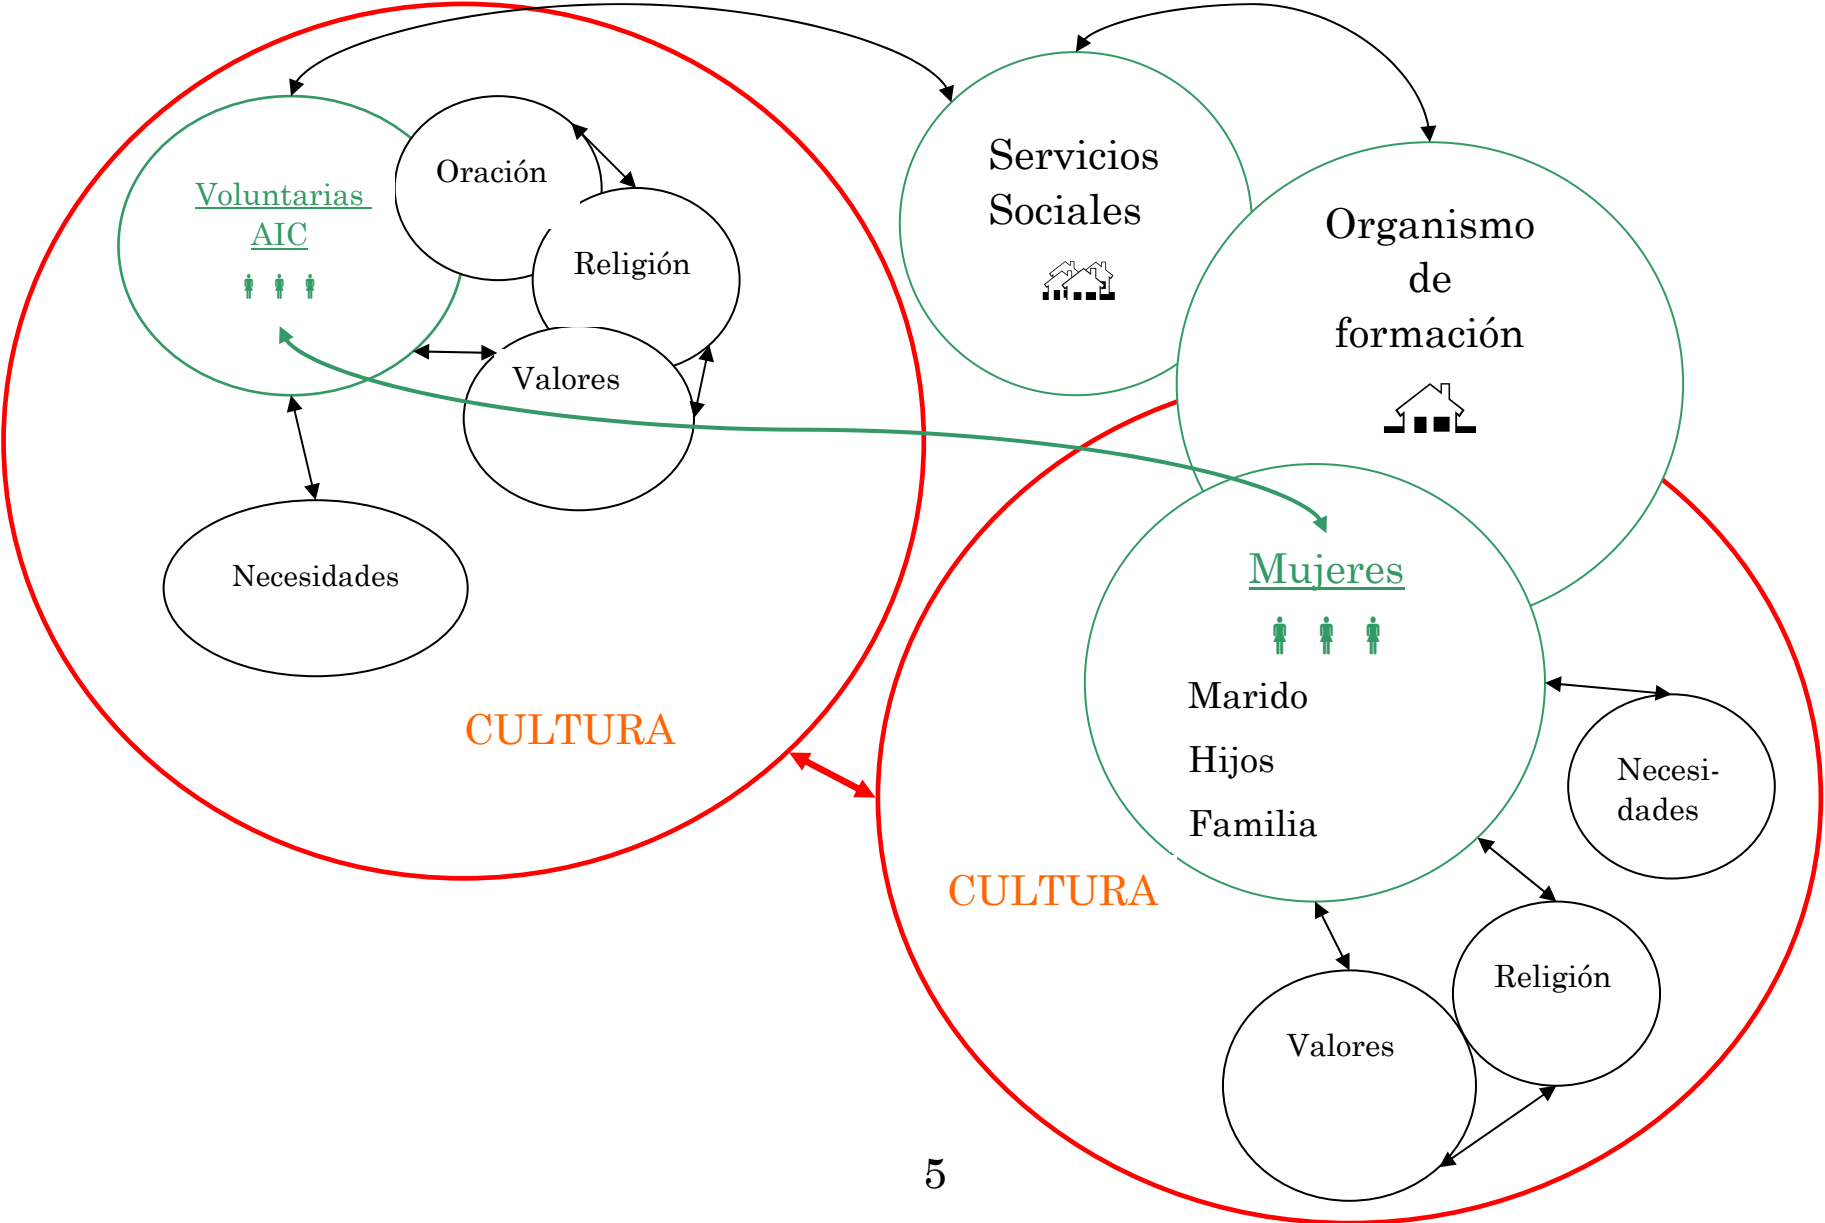 Voluntarias
AIC
Oración
Religión
Valores
Necesidades
CULTURA
Servicios
Sociales
Organismo
de
formación
Mujeres
Marido
Hijos
Familia
Necesi-
dades
CULTURA
Religión
Valores
5